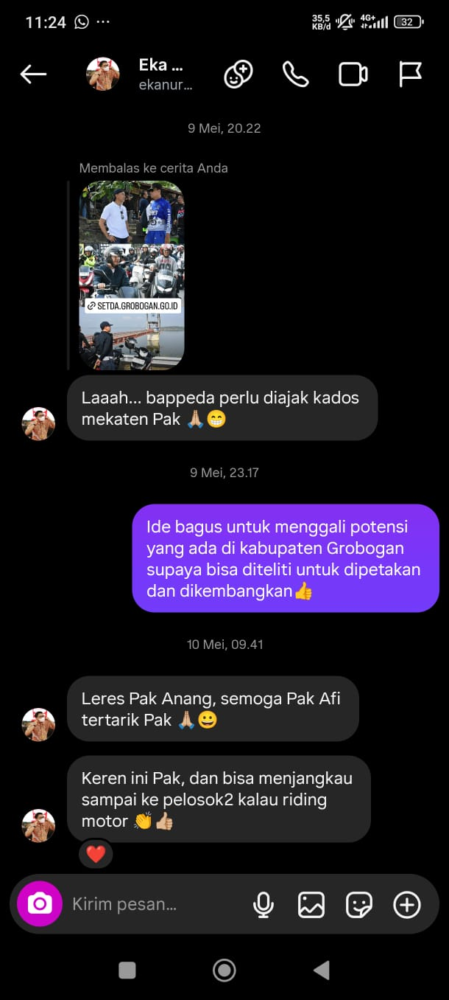 11:24
35,5
KB/d
4G+
32
Eka ...
ekanur...
9 Mei, 20.22
Membalas ke cerita Anda
SETDA.GROBOGAN.GO.ID
Laaah... bappeda perlu diajak kados
mekaten Pak 🙏🏼😁
9 Mei, 23.17
Ide bagus untuk menggali potensi
yang ada di kabupaten Grobogan
supaya bisa diteliti untuk dipetakan
dan dikembangkan👍
10 Mei, 09.41
Leres Pak Anang, semoga Pak Afi
tertarik Pak 🙏🏼😀
Keren ini Pak, dan bisa menjangkau
sampai ke pelosok2 kalau riding
motor 👏👍🏼
❤️
Kirim pesan...